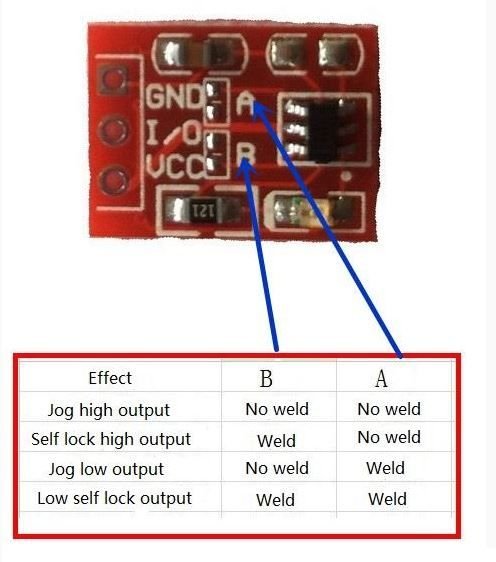 GND A
I/O
VCC B
121
Effect B A
Jog high output No weld No weld
Self lock high output Weld No weld
Jog low output No weld Weld
Low self lock output Weld Weld